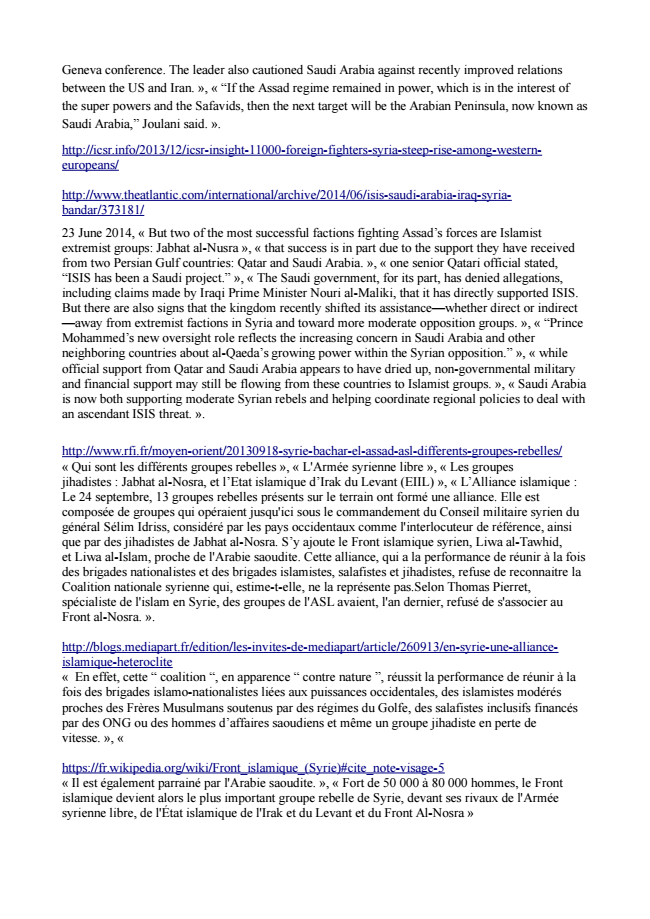 Geneva conference. The leader also cautioned Saudi Arabia against recently improved relations
between the US and Iran. », « “If the Assad regime remained in power, which is in the interest of
the super powers and the Safavids, then the next target will be the Arabian Peninsula, now known as
Saudi Arabia,” Joulani said. ».
http://icsr.info/2013/12/icsr-insight-11000-foreign-fighters-syria-steep-rise-among-western-
europeans/
http://www.theatlantic.com/international/archive/2014/06/isis-saudi-arabia-iraq-syria-
bandar/373181/
23 June 2014, « But two of the most successful factions fighting Assad’s forces are Islamist
extremist groups: Jabhat al-Nusra », « that success is in part due to the support they have received
from two Persian Gulf countries: Qatar and Saudi Arabia. », « one senior Qatari official stated,
“ISIS has been a Saudi project.” », « The Saudi government, for its part, has denied allegations,
including claims made by Iraqi Prime Minister Nouri al-Maliki, that it has directly supported ISIS.
But there are also signs that the kingdom recently shifted its assistance—whether direct or indirect
—away from extremist factions in Syria and toward more moderate opposition groups. », « “Prince
Mohammed’s new oversight role reflects the increasing concern in Saudi Arabia and other
neighboring countries about al-Qaeda’s growing power within the Syrian opposition.” », « while
official support from Qatar and Saudi Arabia appears to have dried up, non-governmental military
and financial support may still be flowing from these countries to Islamist groups. », « Saudi Arabia
is now both supporting moderate Syrian rebels and helping coordinate regional policies to deal with
an ascendant ISIS threat. ».
http://www.rfi.fr/moyen-orient/20130918-syrie-bachar-el-assad-asl-differents-groupes-rebelles/
« Qui sont les différents groupes rebelles », « L'Armée syrienne libre », « Les groupes
jihadistes : Jabhat al-Nosra, et l’Etat islamique d’Irak du Levant (EIIL) », « L’Alliance islamique :
Le 24 septembre, 13 groupes rebelles présents sur le terrain ont formé une alliance. Elle est
composée de groupes qui opéraient jusqu'ici sous le commandement du Conseil militaire syrien du
général Sélim Idriss, considéré par les pays occidentaux comme l'interlocuteur de référence, ainsi
que par des jihadistes de Jabhat al-Nosra. S’y ajoute le Front islamique syrien, Liwa al-Tawhid,
et Liwa al-Islam, proche de l'Arabie saoudite. Cette alliance, qui a la performance de réunir à la fois
des brigades nationalistes et des brigades islamistes, salafistes et jihadistes, refuse de reconnaitre la
Coalition nationale syrienne qui, estime-t-elle, ne la représente pas.Selon Thomas Pierret,
spécialiste de l'islam en Syrie, des groupes de l'ASL avaient, l'an dernier, refusé de s'associer au
Front al-Nosra. ».
http://blogs.mediapart.fr/edition/les-invites-de-mediapart/article/260913/en-syrie-une-alliance-
islamique-heteroclite
«  En effet, cette “ coalition “, en apparence “ contre nature ”, réussit la performance de réunir à la
fois des brigades islamo-nationalistes liées aux puissances occidentales, des islamistes modérés
proches des Frères Musulmans soutenus par des régimes du Golfe, des salafistes inclusifs financés
par des ONG ou des hommes d’affaires saoudiens et même un groupe jihadiste en perte de
vitesse. », «
https://fr.wikipedia.org/wiki/Front_islamique_(Syrie)#cite_note-visage-5
« Il est également parrainé par l'Arabie saoudite. », « Fort de 50 000 à 80 000 hommes, le Front
islamique devient alors le plus important groupe rebelle de Syrie, devant ses rivaux de l'Armée
syrienne libre, de l'État islamique de l'Irak et du Levant et du Front Al-Nosra »